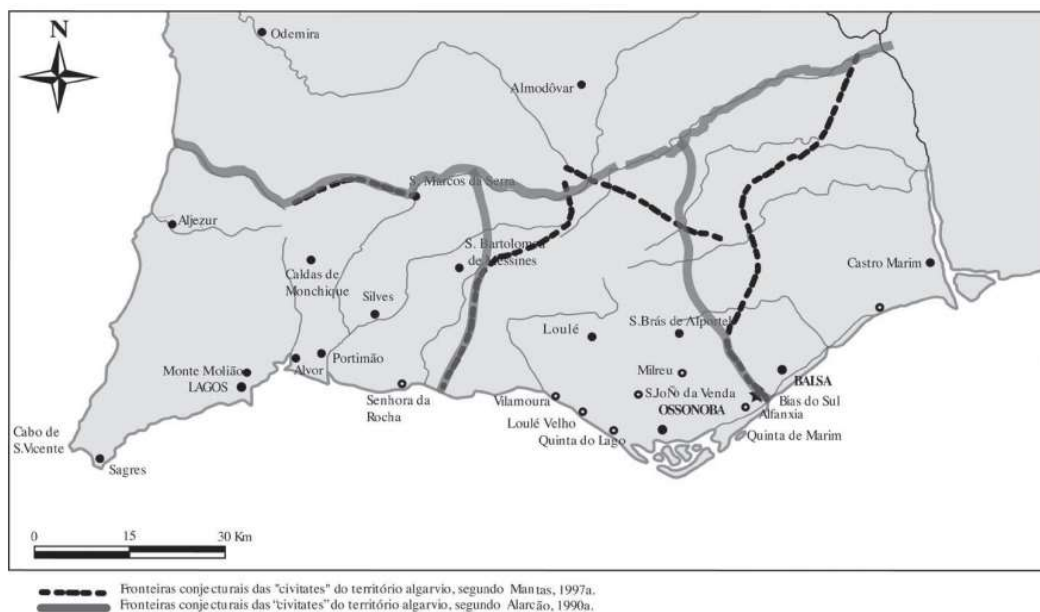 N
Odemira
Almodôvar
S. Marcos da Serra
Aljezur
S. Bartolomeu
de Messines
Caldas de
Monchique
Castro Marim
Silves
Loulé
S.Brás de Alportel
Portimão
Monte Molião
Alvor
LAGOS
Milreu
BALSA
Senhora da
Rocha
Vilamoura
S.JoÑo da Venda
Bias do Sul
OSSONOBA
Alfanxia
Loulé Velho
Quinta do Lago
Quinta de Marim
Cabo de
S.Vicente
Sagres
0 15 30 Km
Fronteiras conjecturais das "civitates" do território algarvio, segundo Mantas, 1997a.
Fronteiras conjecturais das “civitates” do território algarvio, segundo Alarcão, 1990a.